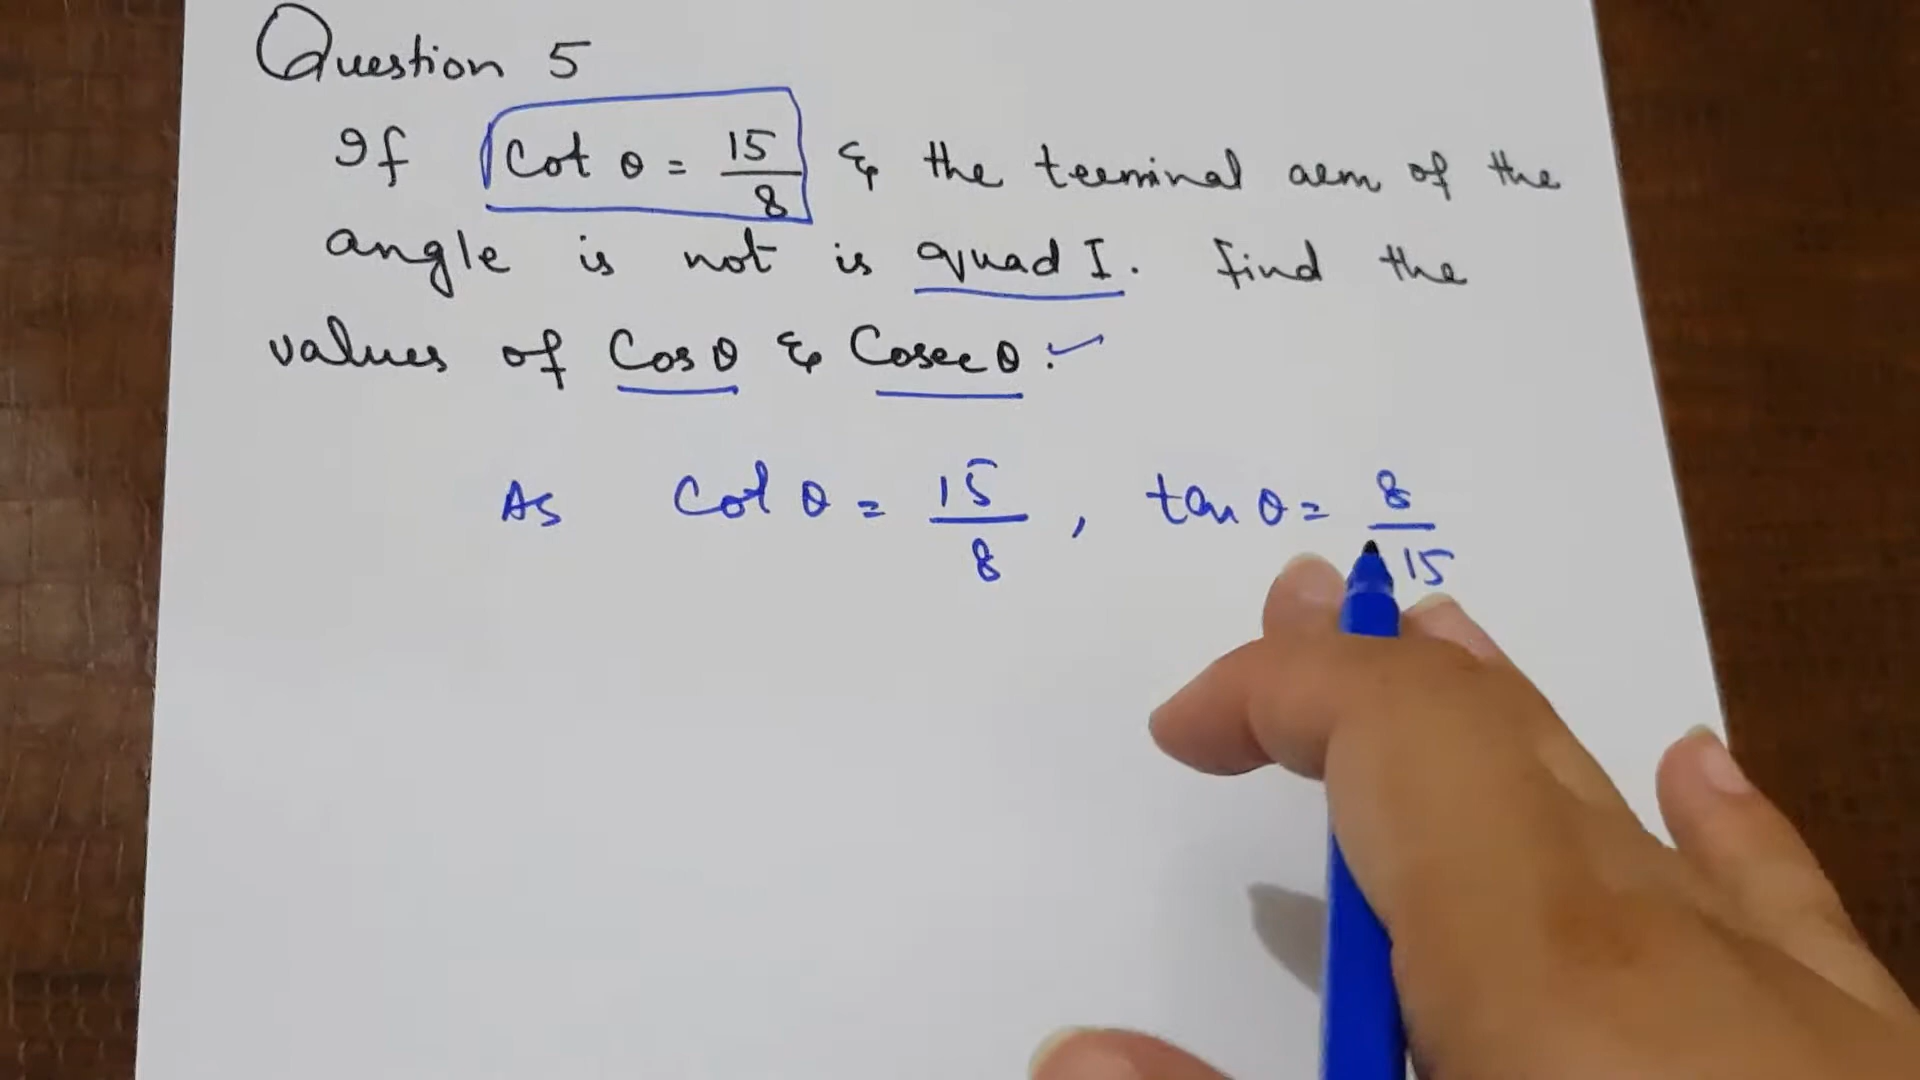 Question 5
If Cot θ = 15/8 & the terminal arm of the
angle is not is quad I. Find the
values of Cos θ & Cosec θ.
As Cot θ = 15/8, tan θ = 8/15